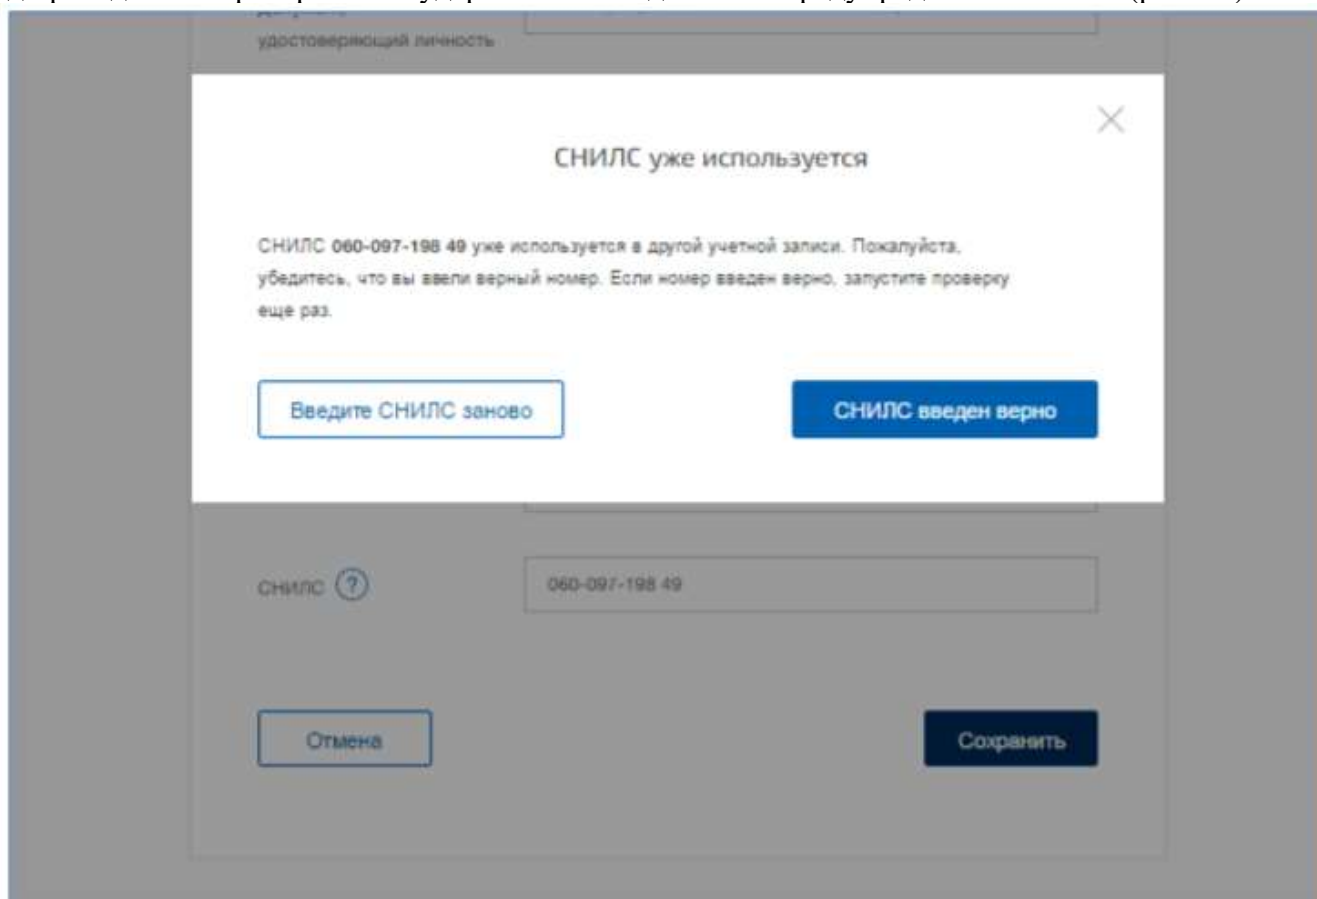 удостоверяющий личность
СНИЛС уже используется
СНИЛС 060-097-198 49 уже используется в другой учетной записи. Пожалуйста,
убедитесь, что вы ввели верный номер. Если номер введен верно, запустите проверку
еще раз.
Введите СНИЛС заново
СНИЛС введен верно
СНИЛС ?
060-097-198 49
Отмена
Сохранить